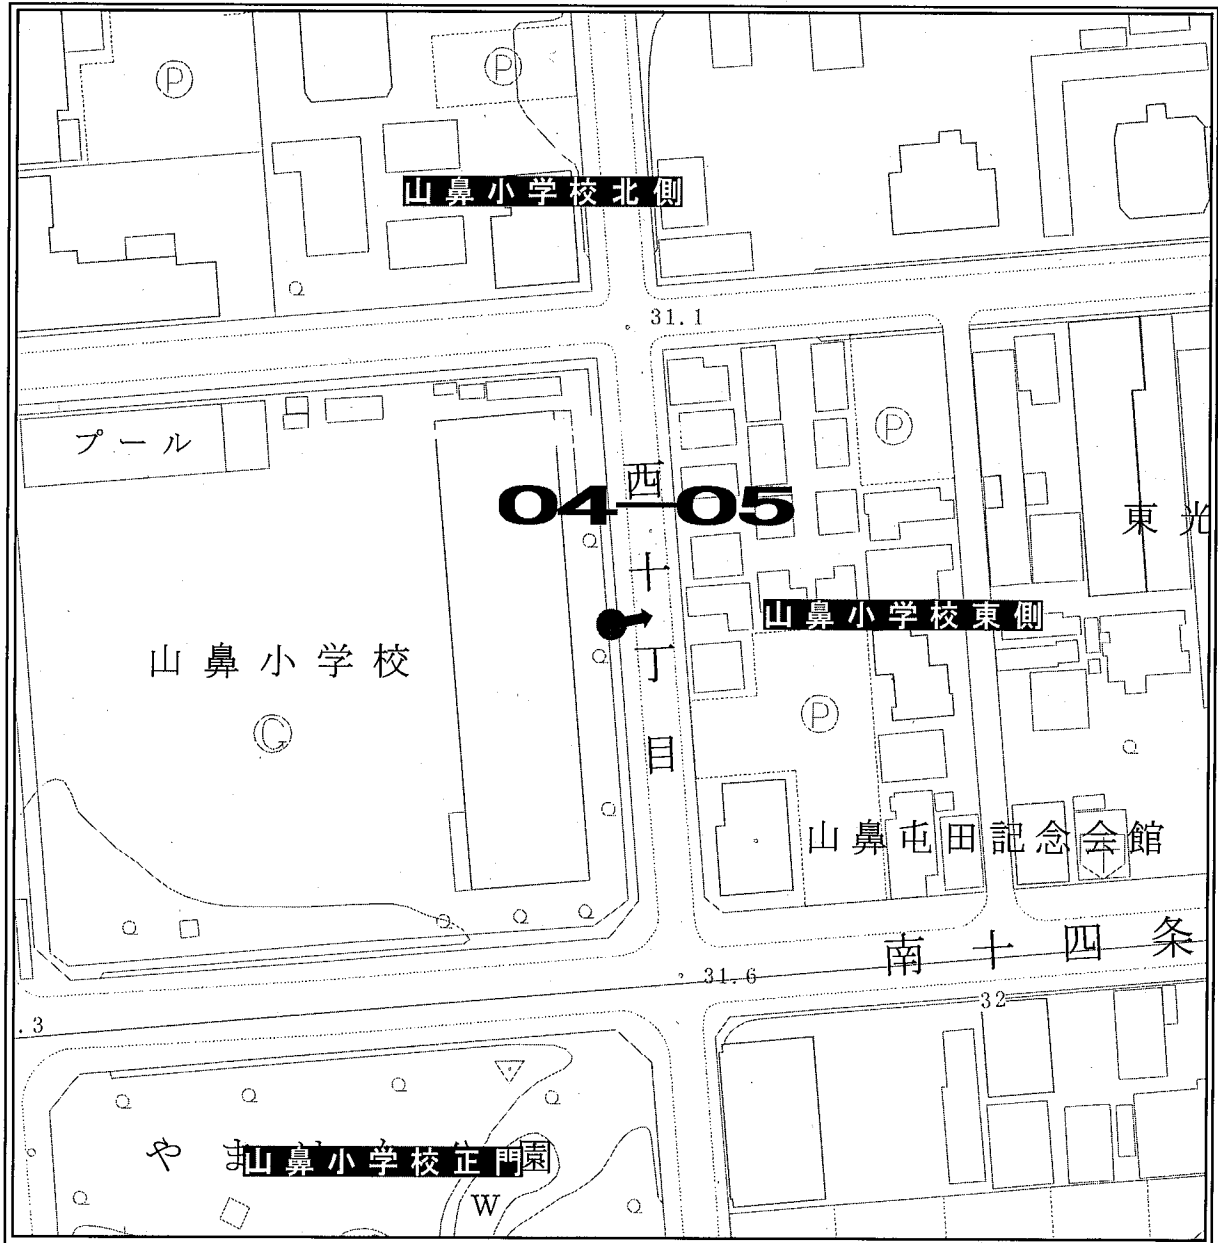 Ⓟ
Ⓟ
山鼻小学校北側
31.1
プール
Ⓟ
西十丁目
04-05
東光
山鼻小学校東側
山鼻小学校
Ⓖ
Ⓟ
山鼻屯田記念会館
南十四条
31.6
32
.3
園
山鼻小学校正門
W